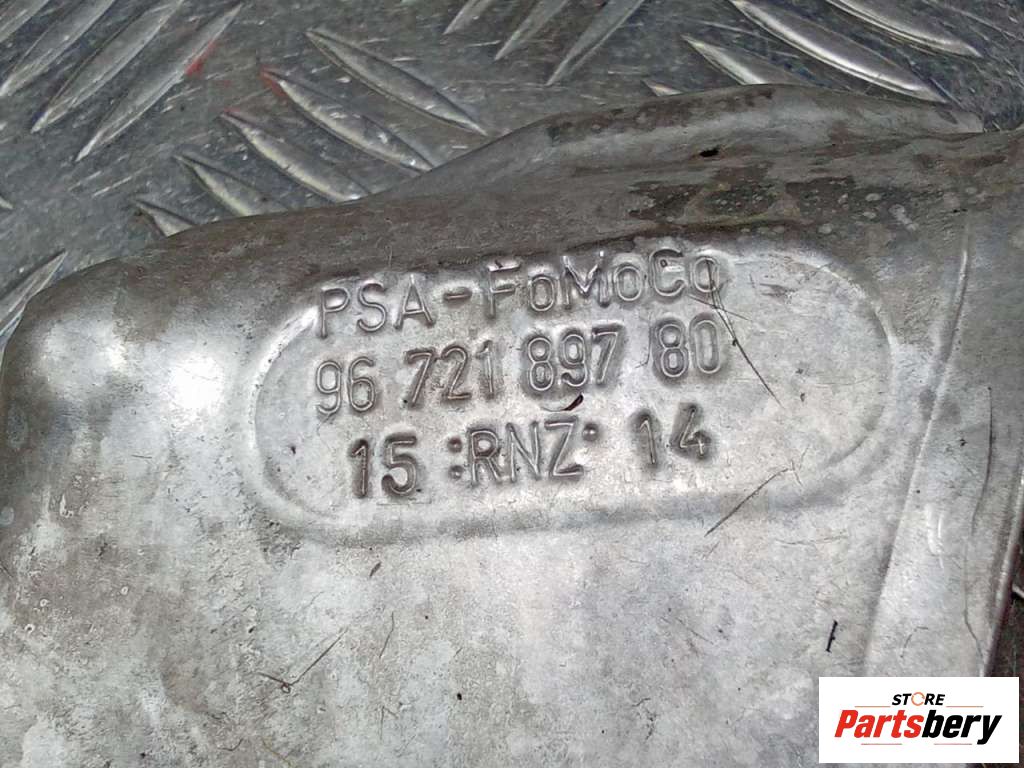 PSA-FoMoCo
96 721 897 80
15 :RNZ: 14
STORE
Partsbery